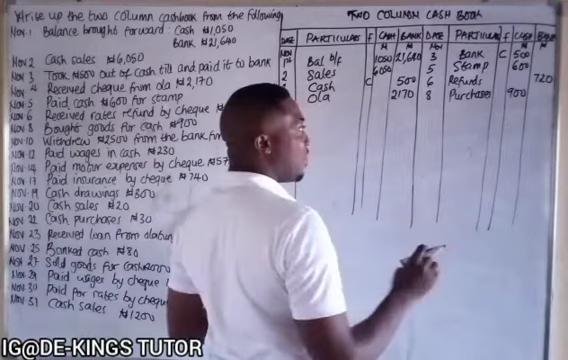 Write up the two column cashbook from the following
Nov.1 Balance brought forward: Cash ₦1,050
Bank ₦21,640
Nov 2 Cash sales ₦6,050
Nov 3 Took ₦500 out of cash till and paid it to bank
Nov 4 Received cheque from ola ₦2,170
Nov 5 Paid cash ₦600 for stamp
Nov 6 Received rates refund by cheque
Nov 8 Bought goods for cash ₦900
Nov 10 Withdrew ₦2500 from the bank
Nov 12 Paid wages in cash ₦230
Nov 14 Paid motor expenses by cheque ₦57
Nov 17 Paid insurance by cheque ₦740
Nov 19 Cash drawings ₦300
Nov 20 Cash sales ₦20
Nov 22 Cash purchases ₦30
Nov 23 Received loan from
Nov 25 Banked cash ₦80
Nov 27 Sold goods for cash
Nov 29 Paid wages by cheque
Nov 30 Paid for rates by cheque
Nov 31 Cash sales ₦1200
TWO COLUMN CASH BOOK
DATE PARTICULARS F CASH BANK DATE PARTICULARS F CASH BANK
₦ ₦ ₦ ₦
Nov 1st Bal b/f 1050 21,640 3 Bank C 500
2 Sales 6050 5 Stamp 600
Cash C 500 6 Refunds 720
Ola 2170 8 Purchases 900
IG@DE-KINGS TUTOR